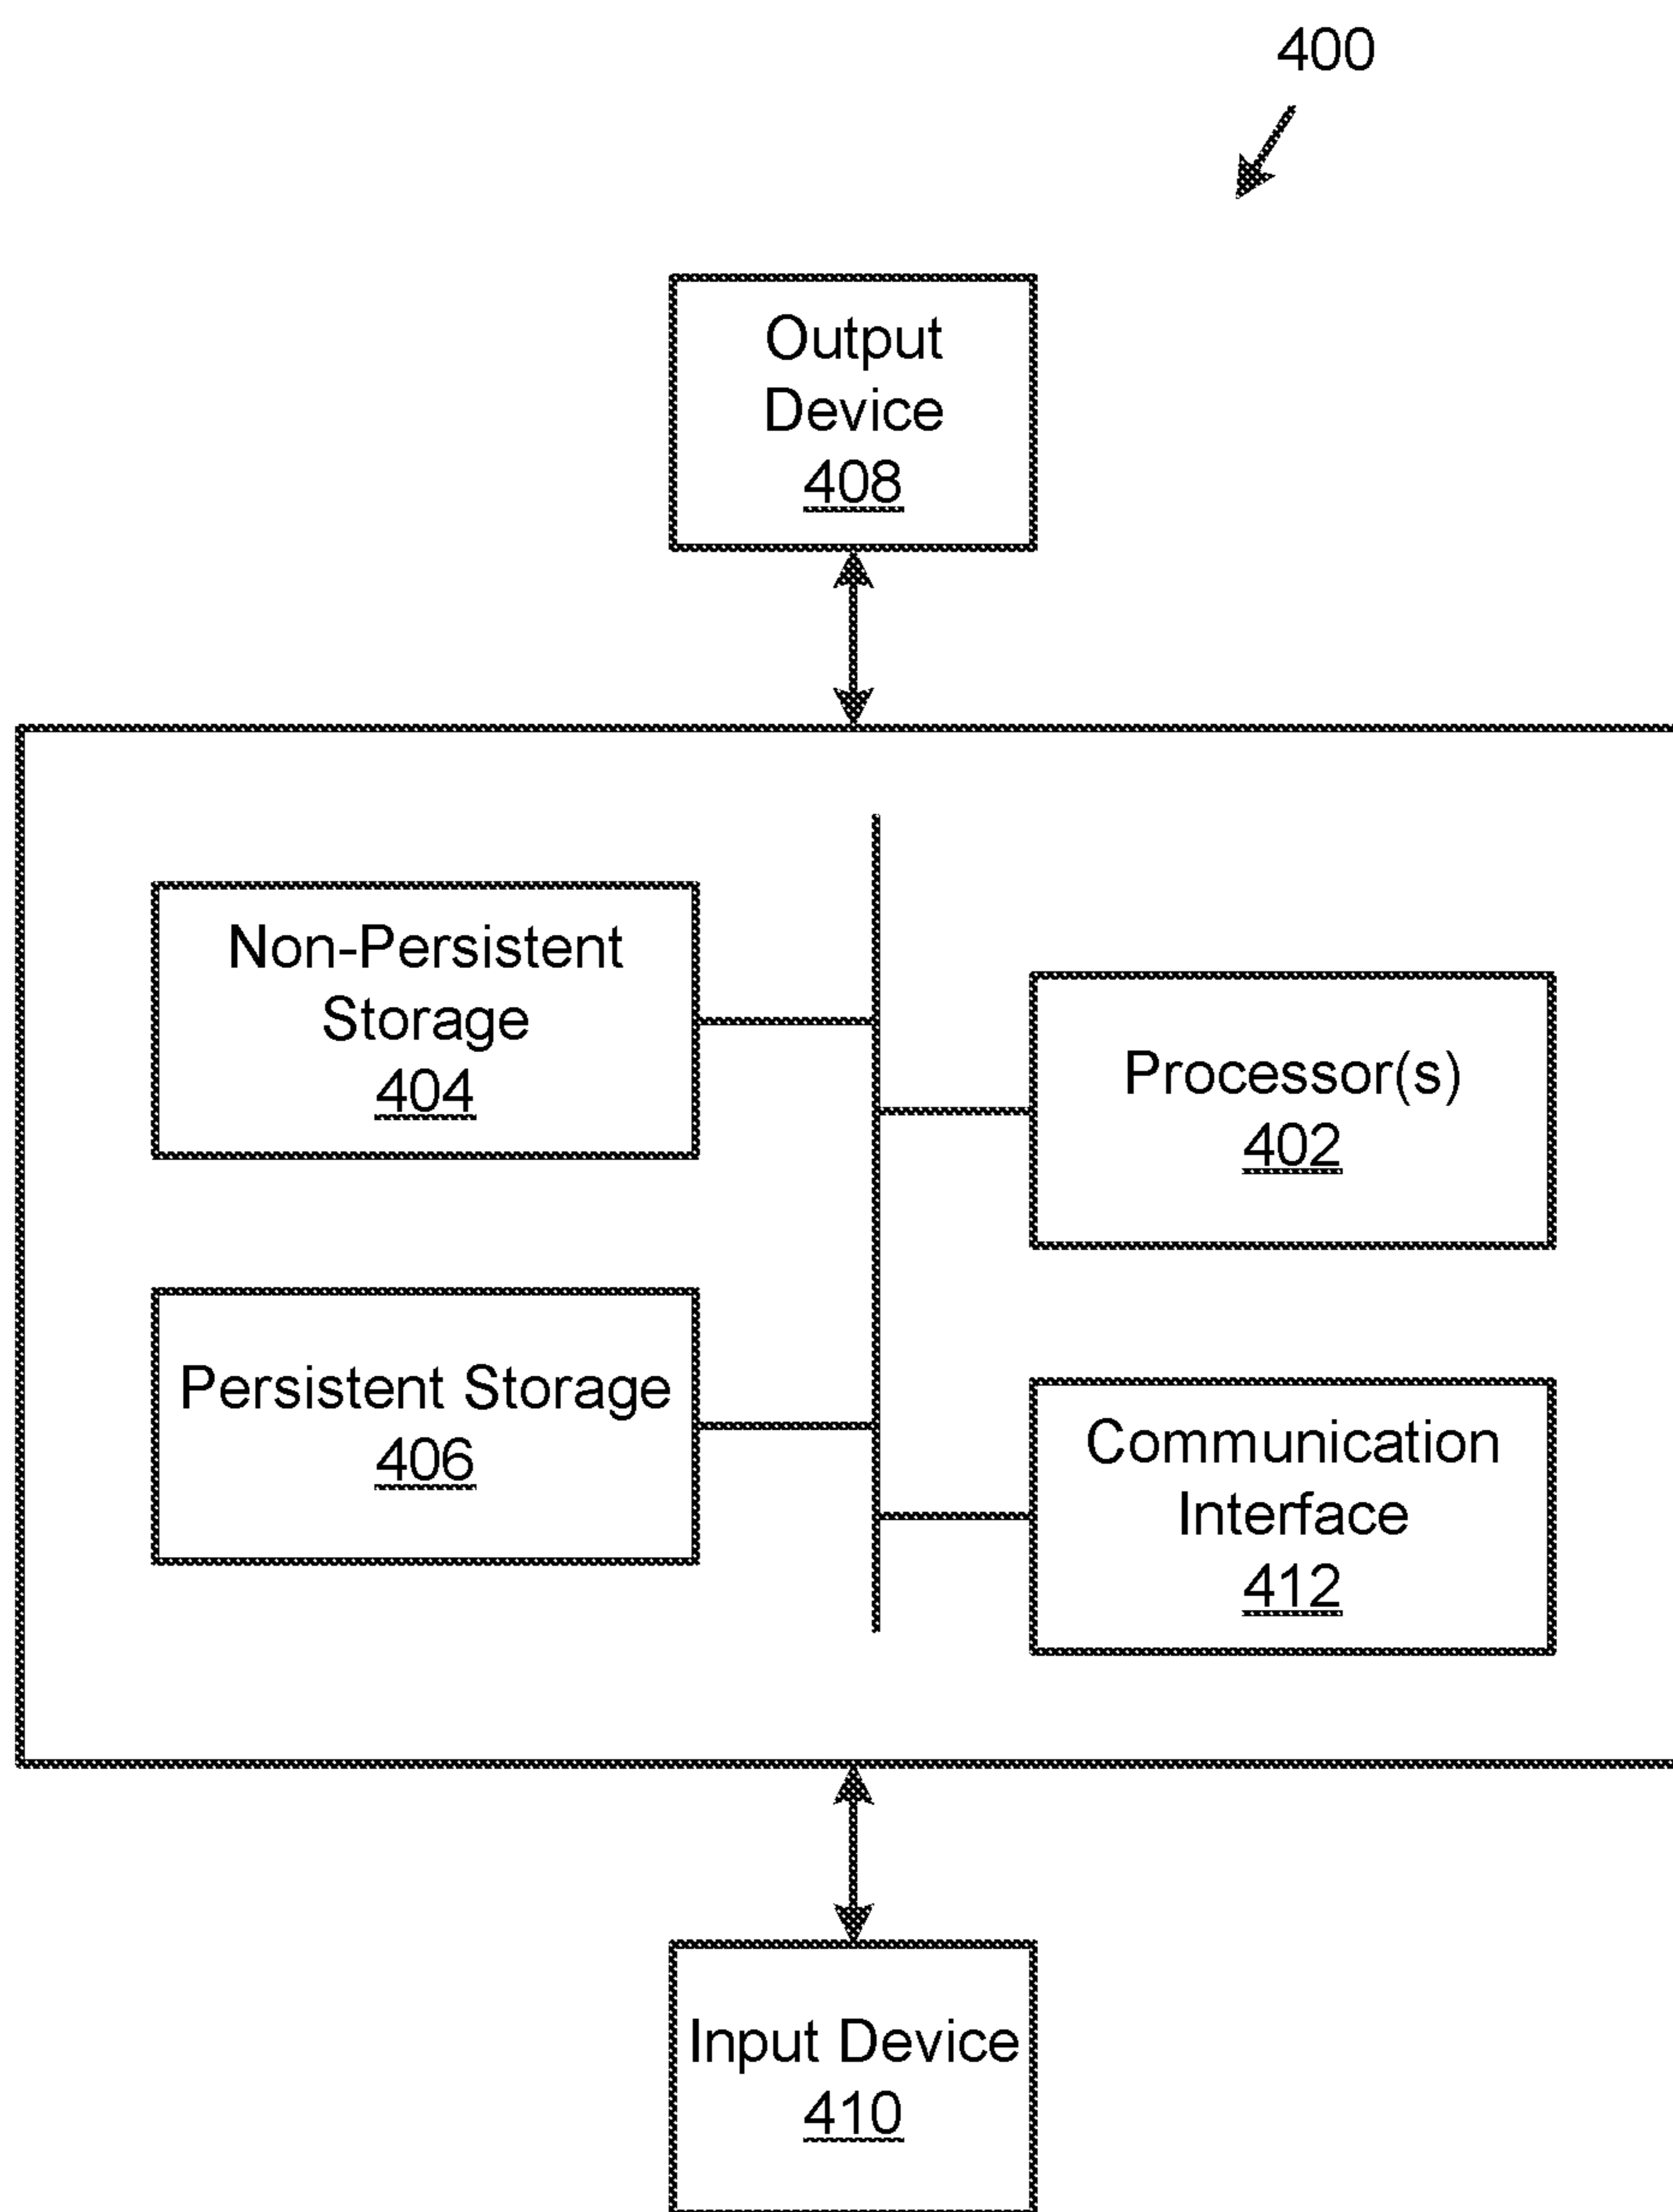 400
Output
Device
408
Non-Persistent
Storage
404
Processor(s)
402
Persistent Storage
406
Communication
Interface
412
Input Device
410